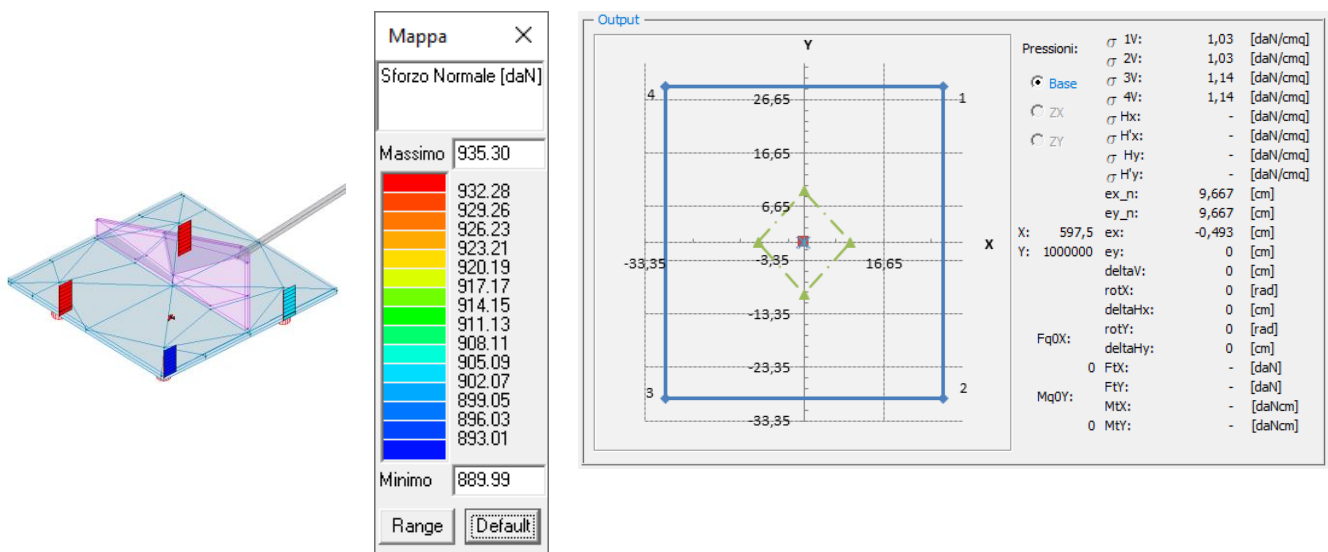 Mappa
Sforzo Normale [daN]
Massimo 935.30
932.28
929.26
926.23
923.21
920.19
917.17
914.15
911.13
908.11
905.09
902.07
899.05
896.03
893.01
Minimo 889.99
Range Default
Output
Y
4
1
26,65
16,65
6,65
X
-33,35
-3,35
16,65
-13,35
-23,35
3
2
-33,35
Pressioni:
Base
ZX
ZY
σ 1V: 1,03 [daN/cmq]
σ 2V: 1,03 [daN/cmq]
σ 3V: 1,14 [daN/cmq]
σ 4V: 1,14 [daN/cmq]
σ Hx: - [daN/cmq]
σ H'x: - [daN/cmq]
σ Hy: - [daN/cmq]
σ H'y: - [daN/cmq]
ex_n: 9,667 [cm]
ey_n: 9,667 [cm]
X: 597,5 ex: -0,493 [cm]
Y: 1000000 ey: 0 [cm]
deltaV: 0 [cm]
rotX: 0 [rad]
deltaHx: 0 [cm]
rotY: 0 [rad]
Fq0X:
deltaHy: 0 [cm]
0 FtX: - [daN]
FtY: - [daN]
Mq0Y:
MtX: - [daNcm]
0 MtY: - [daNcm]